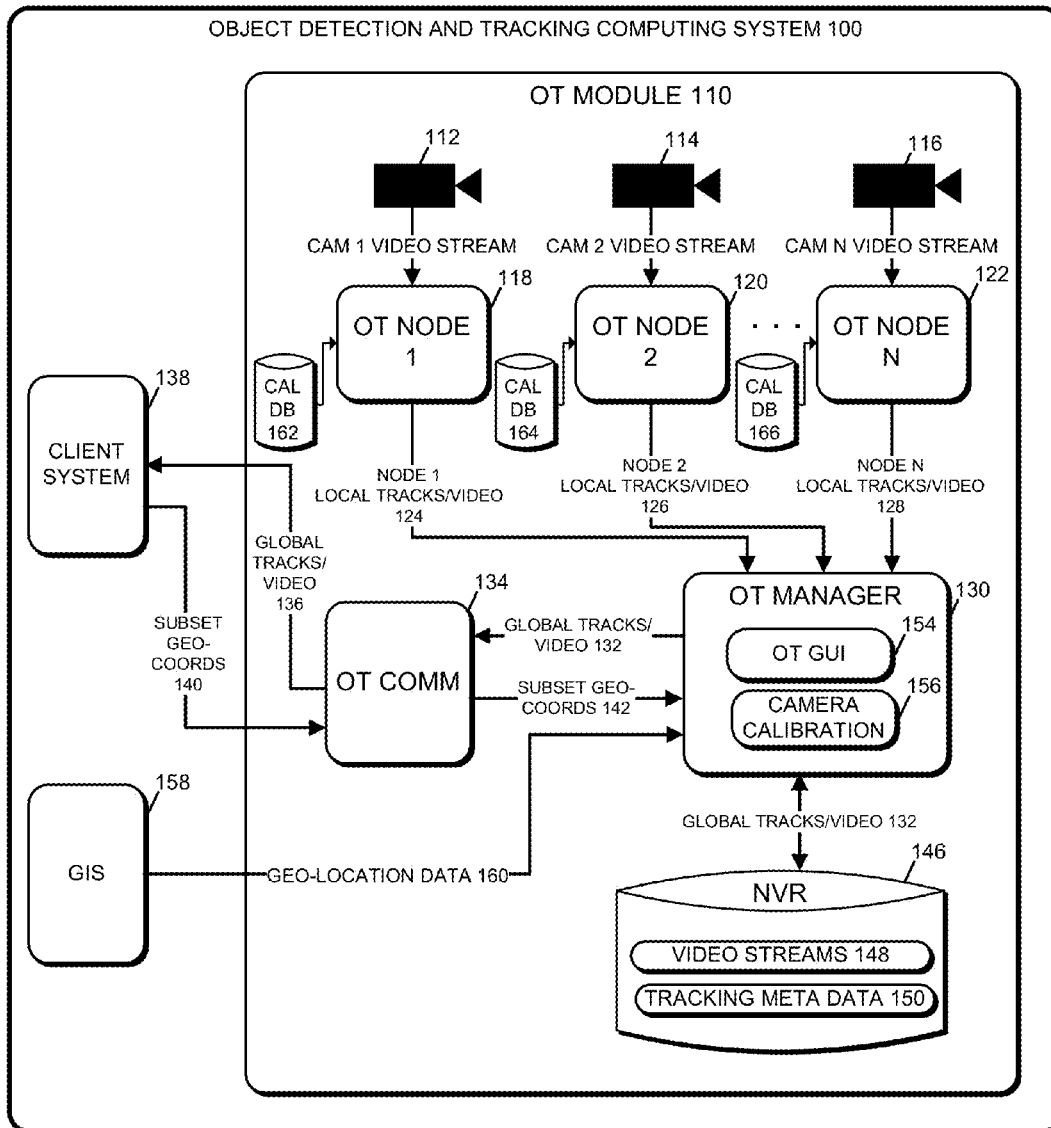 OBJECT DETECTION AND TRACKING COMPUTING SYSTEM 100
OT MODULE 110
112
114
116
CAM 1 VIDEO STREAM
CAM 2 VIDEO STREAM
CAM N VIDEO STREAM
118
120
122
OT NODE
1
OT NODE
2
. . .
OT NODE
N
CAL
DB
162
CAL
DB
164
CAL
DB
166
138
CLIENT
SYSTEM
NODE 1
LOCAL TRACKS/VIDEO
124
NODE 2
LOCAL TRACKS/VIDEO
126
NODE N
LOCAL TRACKS/VIDEO
128
GLOBAL
TRACKS/
VIDEO
136
SUBSET
GEO-
COORDS
140
134
OT COMM
GLOBAL TRACKS/
VIDEO 132
SUBSET GEO-
COORDS 142
130
OT MANAGER
154
OT GUI
156
CAMERA
CALIBRATION
158
GIS
GEO-LOCATION DATA 160
GLOBAL TRACKS/VIDEO 132
146
NVR
VIDEO STREAMS 148
TRACKING META DATA 150